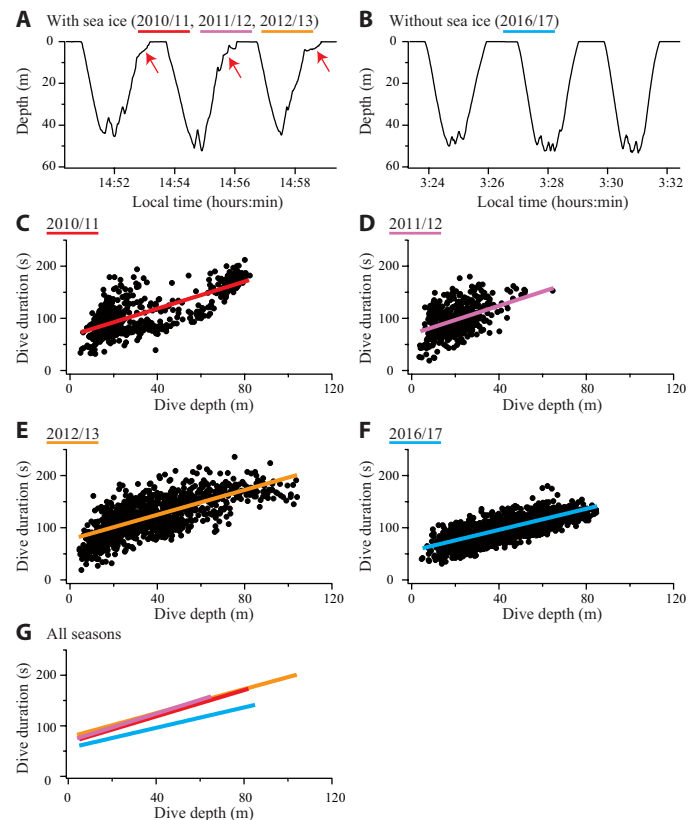 A With sea ice (2010/11, 2011/12, 2012/13)
0
20
40
60
Depth (m)
14:52 14:54 14:56 14:58
Local time (hours:min)
B Without sea ice (2016/17)
0
20
40
60
Depth (m)
3:24 3:26 3:28 3:30 3:32
Local time (hours:min)
C 2010/11
200
100
0
Dive duration (s)
0 40 80 120
Dive depth (m)
D 2011/12
200
100
0
Dive duration (s)
0 40 80 120
Dive depth (m)
E 2012/13
200
100
0
Dive duration (s)
0 40 80 120
Dive depth (m)
F 2016/17
200
100
0
Dive duration (s)
0 40 80 120
Dive depth (m)
G All seasons
200
100
0
Dive duration (s)
0 40 80 120
Dive depth (m)